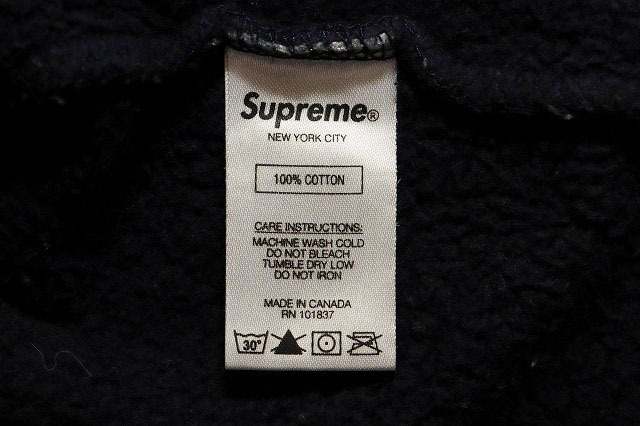 Supreme®
NEW YORK CITY
100% COTTON
CARE INSTRUCTIONS:
MACHINE WASH COLD
DO NOT BLEACH
TUMBLE DRY LOW
DO NOT IRON
MADE IN CANADA
RN 101837
30°